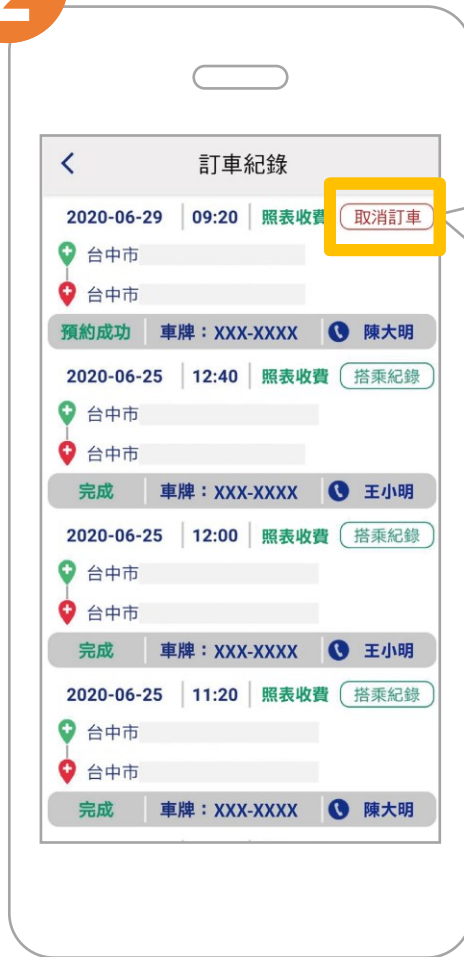 訂車紀錄
2020-06-29 09:20 照表收費 取消訂車
台中市
台中市
預約成功 車牌：XXX-XXXX 陳大明
2020-06-25 12:40 照表收費 搭乘紀錄
台中市
台中市
完成 車牌：XXX-XXXX 王小明
2020-06-25 12:00 照表收費 搭乘紀錄
台中市
台中市
完成 車牌：XXX-XXXX 王小明
2020-06-25 11:20 照表收費 搭乘紀錄
台中市
台中市
完成 車牌：XXX-XXXX 陳大明